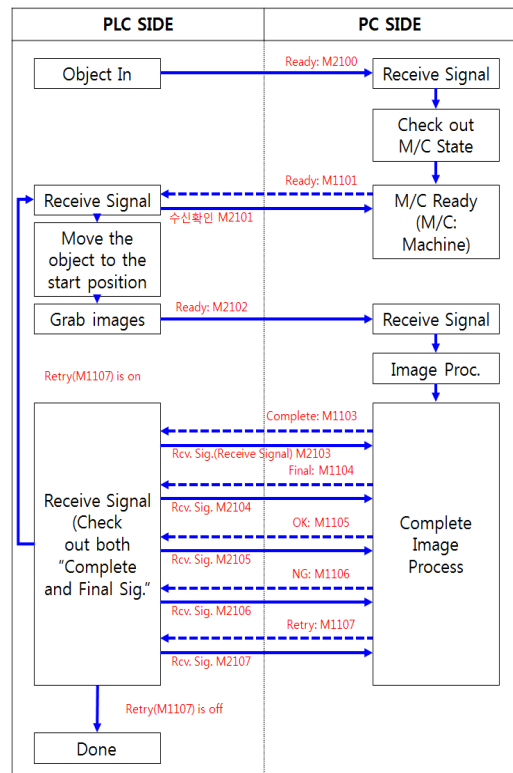 PLC SIDE
PC SIDE
Object In
Ready: M2100
Receive Signal
Check out
M/C State
Ready: M1101
Receive Signal
수신확인 M2101
M/C Ready
(M/C:
Machine)
Move the
object to the
start position
Grab images
Ready: M2102
Receive Signal
Image Proc.
Retry(M1107) is on
Complete: M1103
Rcv. Sig.(Receive Signal) M2103
Final: M1104
Rcv. Sig. M2104
OK: M1105
Rcv. Sig. M2105
NG: M1106
Rcv. Sig. M2106
Retry: M1107
Rcv. Sig. M2107
Receive Signal
(Check
out both
"Complete
and Final Sig."
Complete
Image
Process
Retry(M1107) is off
Done